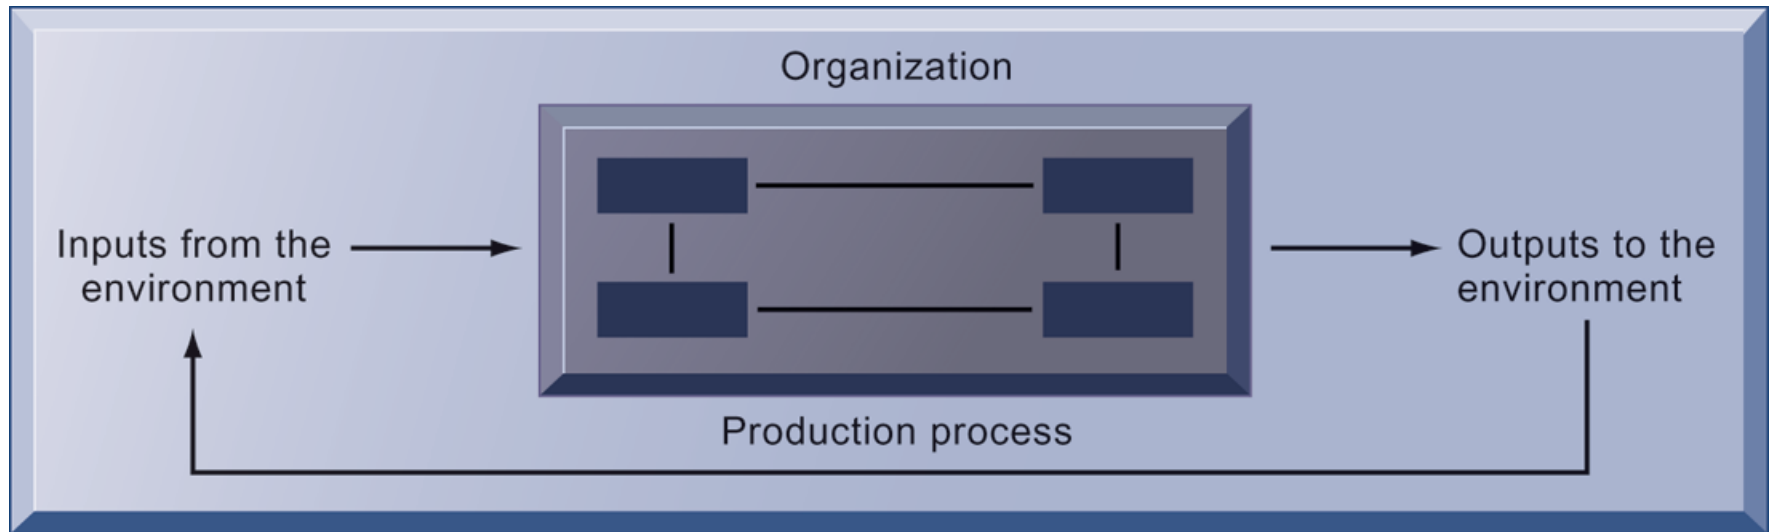 Organization
Inputs from the
environment
Outputs to the
environment
Production process